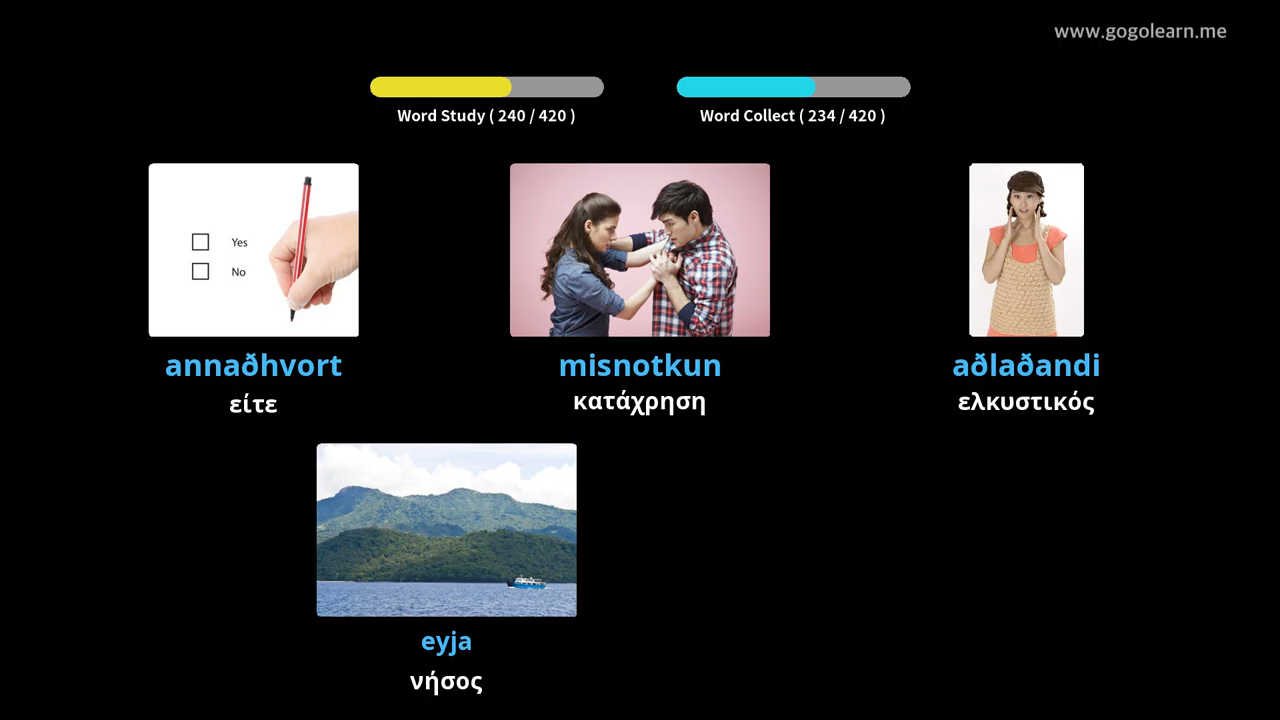 www.gogolearn.me
Word Study ( 240 / 420 )
Word Collect ( 234 / 420 )
Yes
No
annaðhvort
είτε
misnotkun
κατάχρηση
aðlaðandi
ελκυστικός
eyja
νήσος